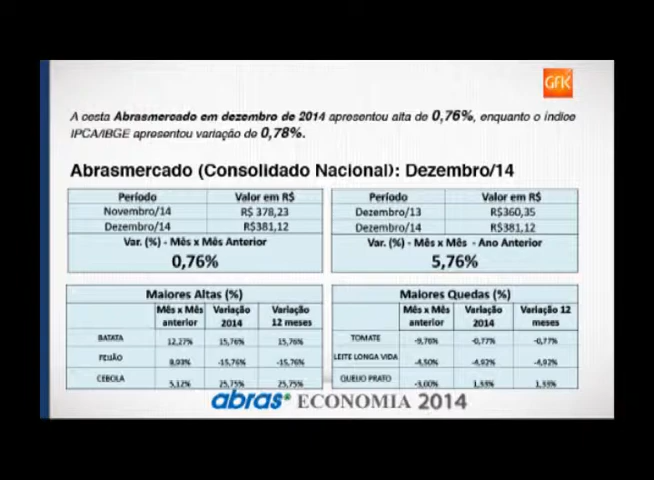 GFK
A cesta Abrasmercado em dezembro de 2014 apresentou alta de 0,76%, enquanto o índice
IPCA/IBGE apresentou variação de 0,78%.
Abrasmercado (Consolidado Nacional): Dezembro/14
Período Valor em R$
Novembro/14 R$ 378,23
Dezembro/14 R$381,12
Var. (%) - Mês x Mês Anterior
0,76%
Período Valor em R$
Dezembro/13 R$360,35
Dezembro/14 R$381,12
Var. (%) - Mês x Mês - Ano Anterior
5,76%
Maiores Altas (%)
Mês x Mês anterior Variação 2014 Variação 12 meses
BATATA 12,27% 15,76% 15,76%
FEIJÃO -15,76% -15,76%
CEBOLA 5,12% 25,75% 25,75%
Maiores Quedas (%)
Mês x Mês anterior Variação 2014 Variação 12 meses
TOMATE -9,76% -0,77% -0,77%
LEITE LONGA VIDA -4,50% -4,92% -4,92%
QUEIJO PRATO -3,00%
abras ECONOMIA 2014